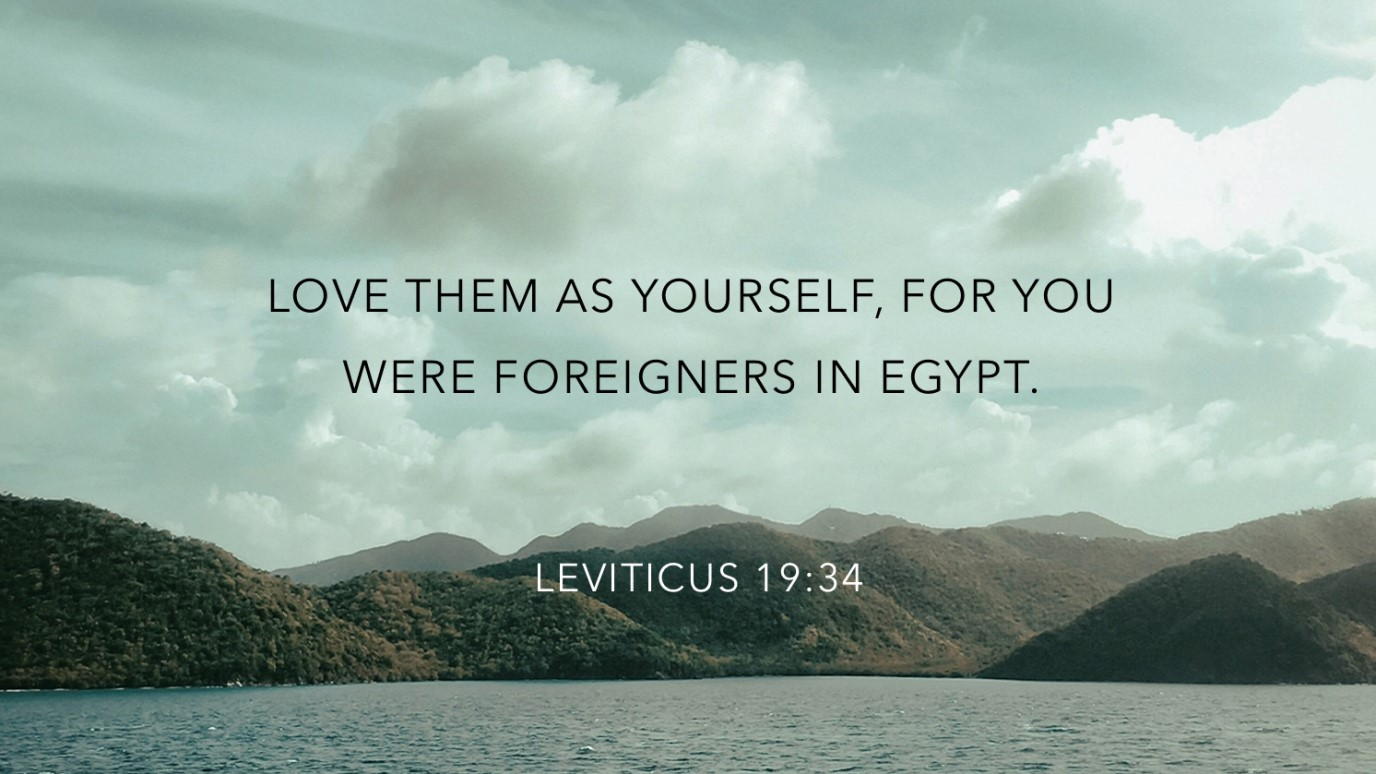 LOVE THEM AS YOURSELF, FOR YOU
WERE FOREIGNERS IN EGYPT.
LEVITICUS 19:34